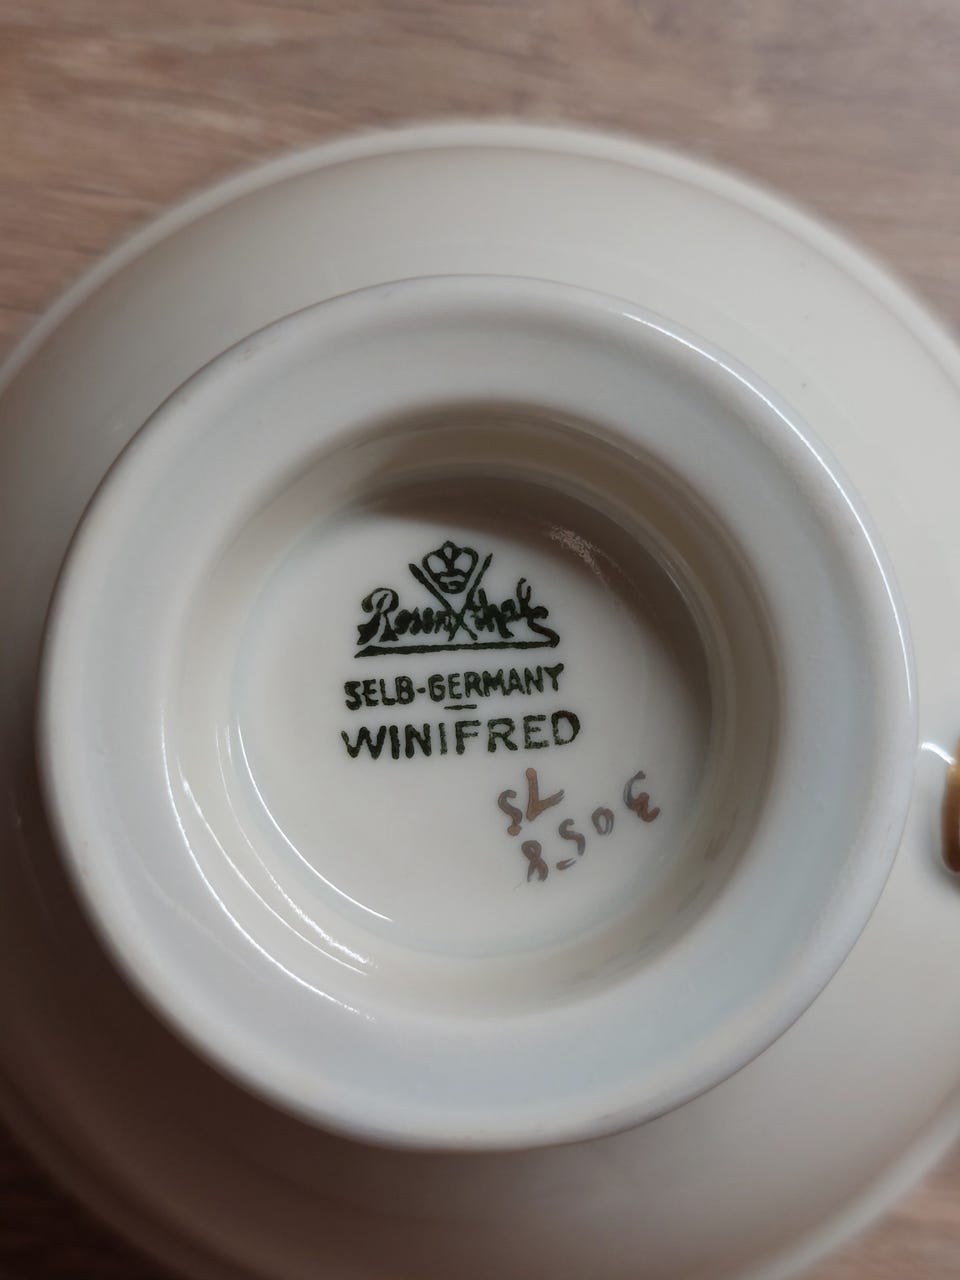 Rosenthal
SELB-GERMANY
WINIFRED
3058
75